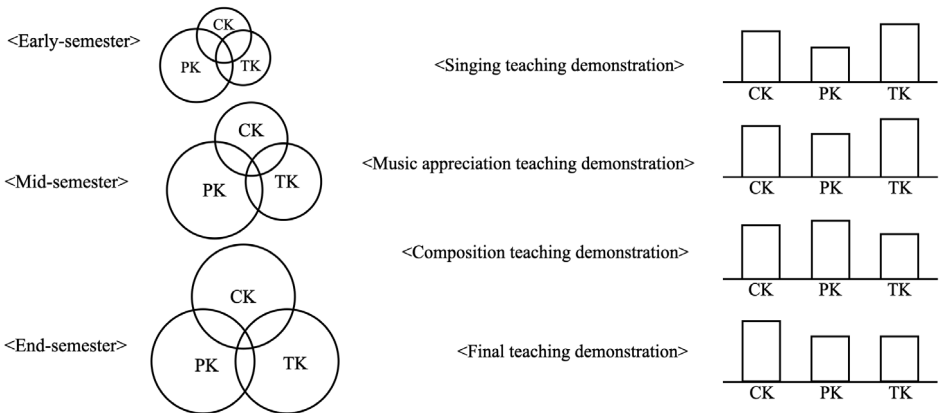 <Early-semester>
CK
PK
TK
<Mid-semester>
CK
PK
TK
<End-semester>
CK
PK
TK
<Singing teaching demonstration>
CK PK TK
<Music appreciation teaching demonstration>
CK PK TK
<Composition teaching demonstration>
CK PK TK
<Final teaching demonstration>
CK PK TK